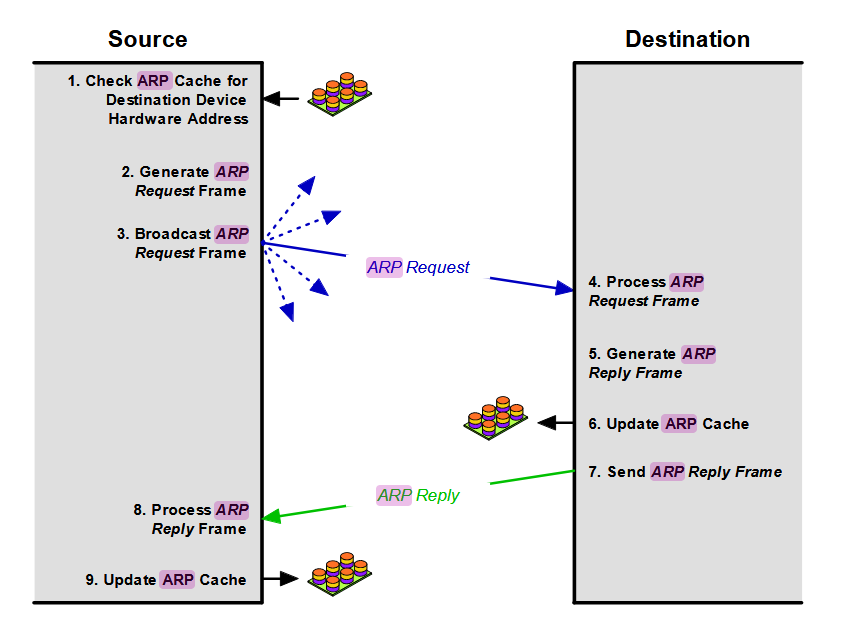 Source
Destination
1. Check ARP Cache for
Destination Device
Hardware Address
2. Generate ARP
Request Frame
3. Broadcast ARP
Request Frame
ARP Request
4. Process ARP
Request Frame
5. Generate ARP
Reply Frame
6. Update ARP Cache
7. Send ARP Reply Frame
ARP Reply
8. Process ARP
Reply Frame
9. Update ARP Cache